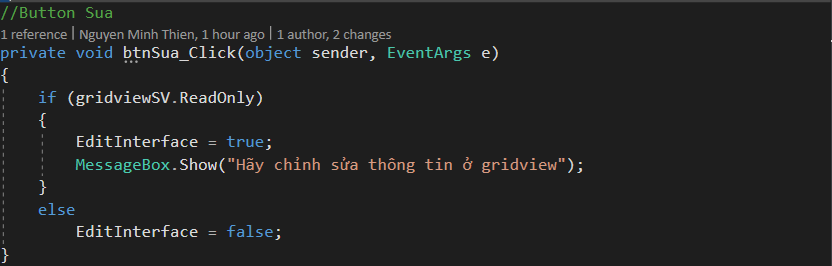 //Button Sua
1 reference | Nguyen Minh Thien, 1 hour ago | 1 author, 2 changes
private void btnSua_Click(object sender, EventArgs e)
{
    if (gridviewSV.ReadOnly)
    {
        EditInterface = true;
        MessageBox.Show("Hãy chỉnh sửa thông tin ở gridview");
    }
    else
        EditInterface = false;
}